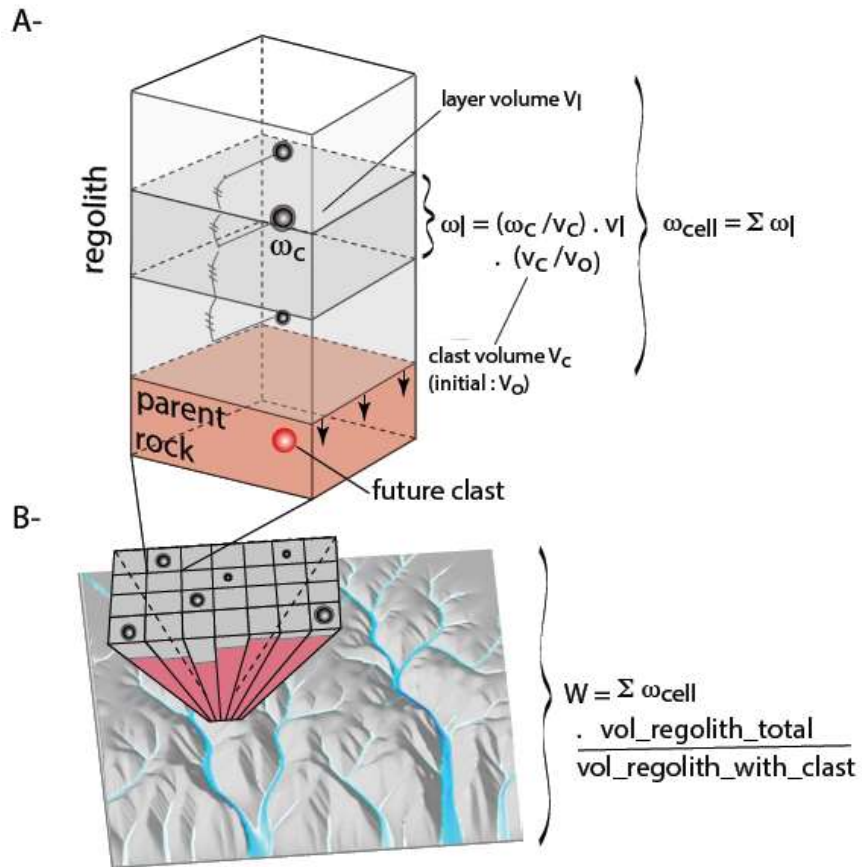 A-
regolith
layer volume Vl
ωl = (ωc /vc) . vl
. (vc /vo)
ωcell = Σ ωl
ωc
clast volume Vc
(initial : Vo)
parent
rock
future clast
B-
W = Σ ωcell
. vol_regolith_total
vol_regolith_with_clast